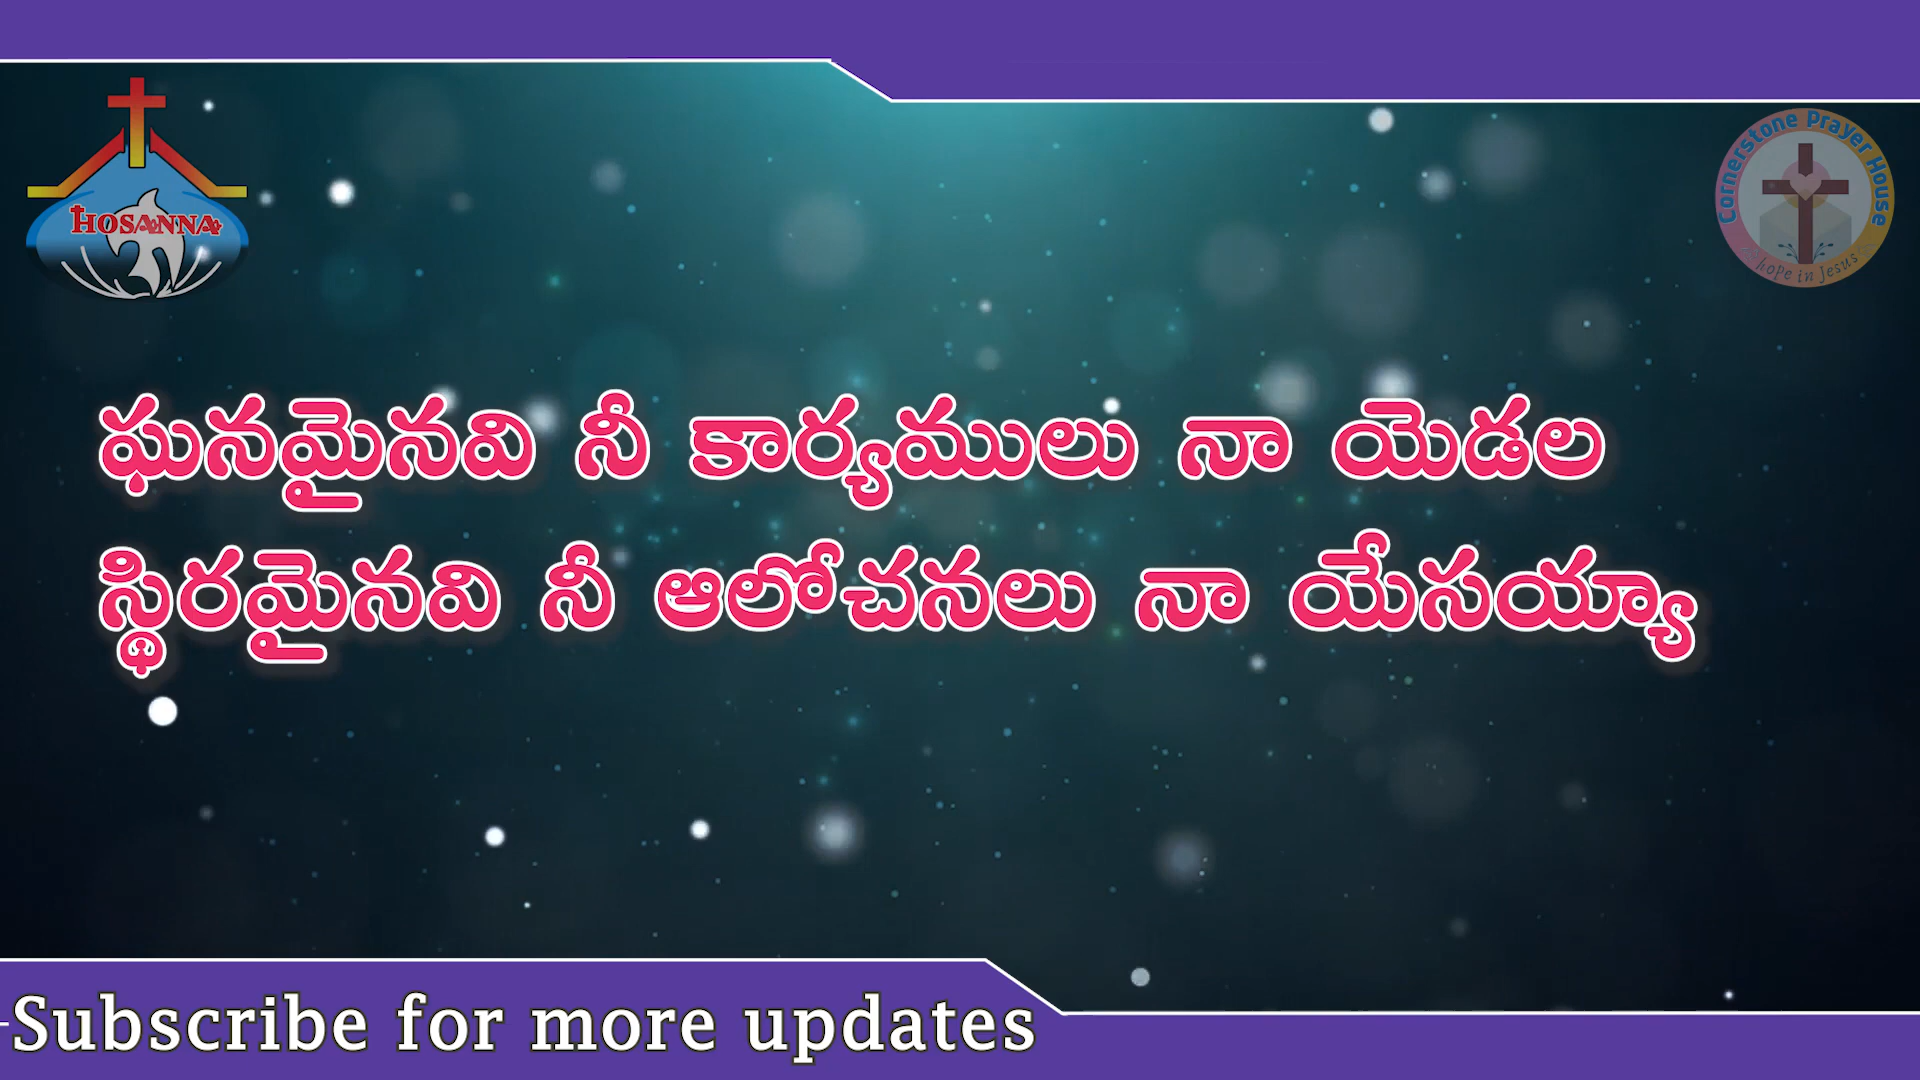 HOSANNA
Cornerstone Prayer House
hope in Jesus
ఘనమైనవి నీ కార్యములు నా యెడల
స్థిరమైనవి నీ ఆలోచనలు నా యేసయ్యా
Subscribe for more updates